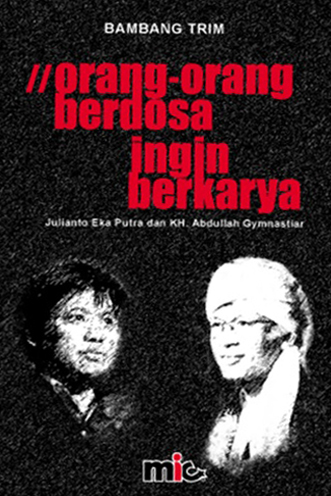 BAMBANG TRIM
//orang-orang
berdosa
ingin
berkarya
Julianto Eka Putra dan KH. Abdullah Gymnastiar
mic